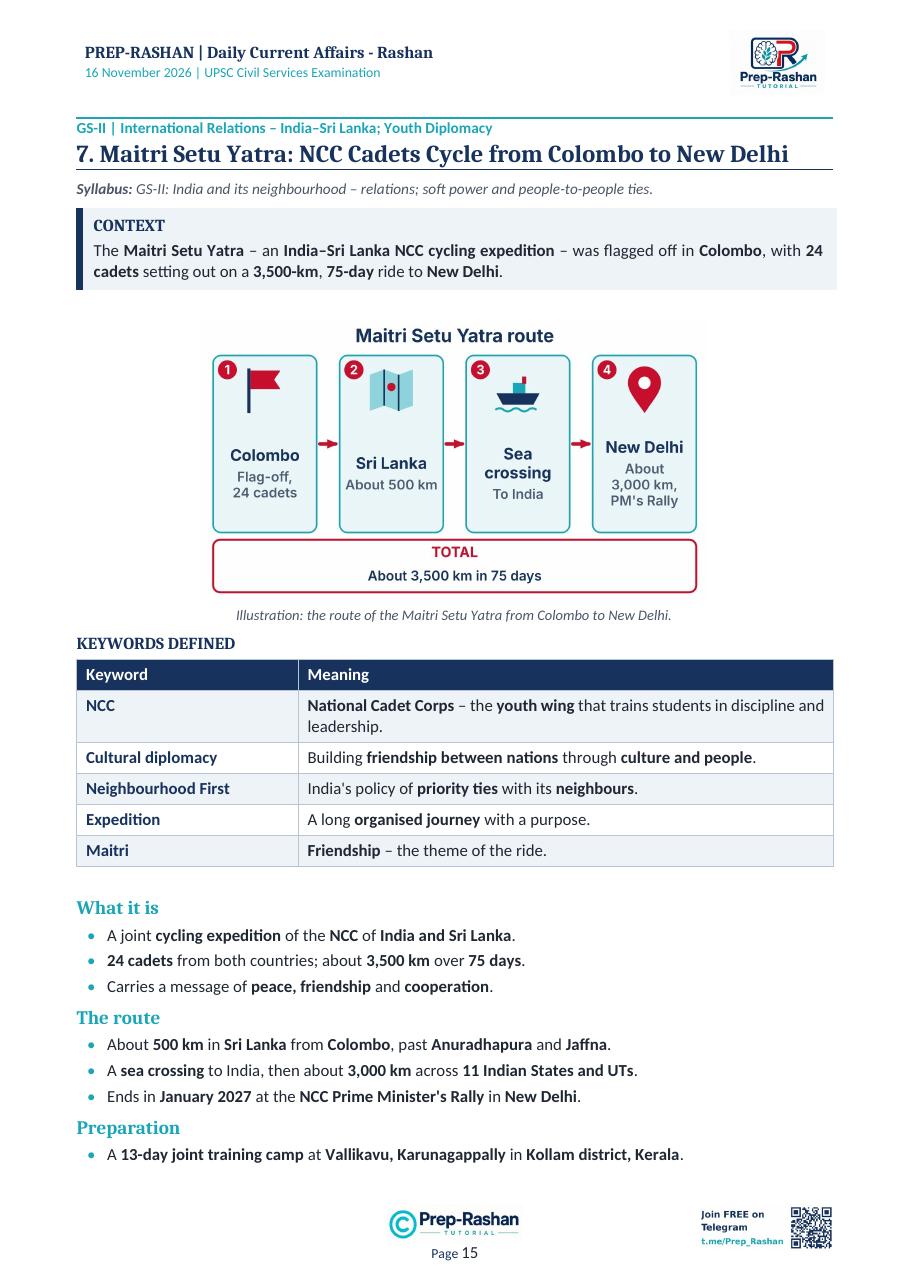 PREP-RASHAN | Daily Current Affairs - Rashan
16 November 2026 | UPSC Civil Services Examination
Prep-Rashan
TUTORIAL
GS-II | International Relations – India–Sri Lanka; Youth Diplomacy
7. Maitri Setu Yatra: NCC Cadets Cycle from Colombo to New Delhi
Syllabus: GS-II: India and its neighbourhood – relations; soft power and people-to-people ties.
CONTEXT
The Maitri Setu Yatra – an India–Sri Lanka NCC cycling expedition – was flagged off in Colombo, with 24
cadets setting out on a 3,500-km, 75-day ride to New Delhi.
Maitri Setu Yatra route
1
Colombo
Flag-off,
24 cadets
2
Sri Lanka
About 500 km
3
Sea
crossing
To India
4
New Delhi
About
3,000 km,
PM's Rally
TOTAL
About 3,500 km in 75 days
Illustration: the route of the Maitri Setu Yatra from Colombo to New Delhi.
KEYWORDS DEFINED
Keyword Meaning
NCC National Cadet Corps – the youth wing that trains students in discipline and
leadership.
Cultural diplomacy Building friendship between nations through culture and people.
Neighbourhood First India's policy of priority ties with its neighbours.
Expedition A long organised journey with a purpose.
Maitri Friendship – the theme of the ride.
What it is
• A joint cycling expedition of the NCC of India and Sri Lanka.
• 24 cadets from both countries; about 3,500 km over 75 days.
• Carries a message of peace, friendship and cooperation.
The route
• About 500 km in Sri Lanka from Colombo, past Anuradhapura and Jaffna.
• A sea crossing to India, then about 3,000 km across 11 Indian States and UTs.
• Ends in January 2027 at the NCC Prime Minister's Rally in New Delhi.
Preparation
• A 13-day joint training camp at Vallikavu, Karunagappally in Kollam district, Kerala.
© Prep-Rashan
TUTORIAL
Page 15
Join FREE on
Telegram
t.me/Prep_Rashan